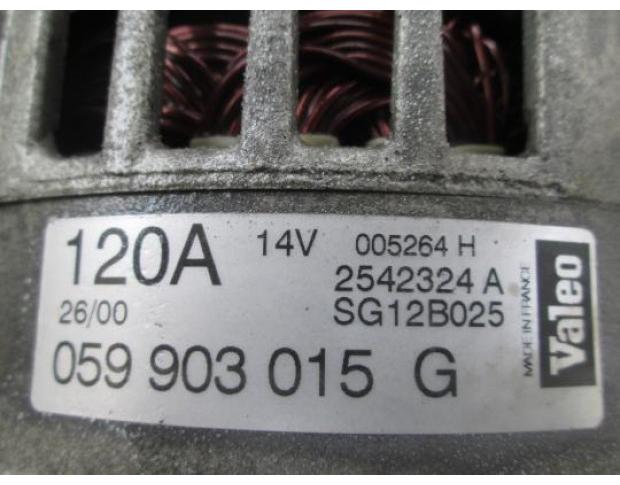 120A 14V 005264 H
2542324 A
26/00 SG12B025
059 903 015 G
MADE IN FRANCE
Valeo